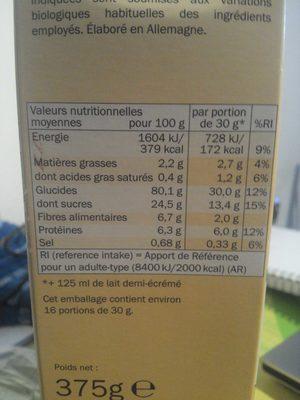 indiquées sont soumises aux variations
biologiques habituelles des ingrédients
employés. Élaboré en Allemagne.
Valeurs nutritionnelles
moyennes pour 100 g par portion de 30 g* %RI
Energie 1604 kJ/ 728 kJ/
379 kcal 172 kcal 9%
Matières grasses 2,2 g 2,7 g 4%
dont acides gras saturés 0,4 g 1,2 g 6%
Glucides 80,1 g 30,0 g 12%
dont sucres 24,5 g 13,4 g 15%
Fibres alimentaires 6,7 g 2,0 g
Protéines 6,3 g 6,0 g 12%
Sel 0,68 g 0,33 g 6%
RI (reference intake) = Apport de Référence
pour un adulte-type (8400 kJ/2000 kcal) (AR)
*+ 125 ml de lait demi-écrémé
Cet emballage contient environ
16 portions de 30 g.
Poids net :
375g e